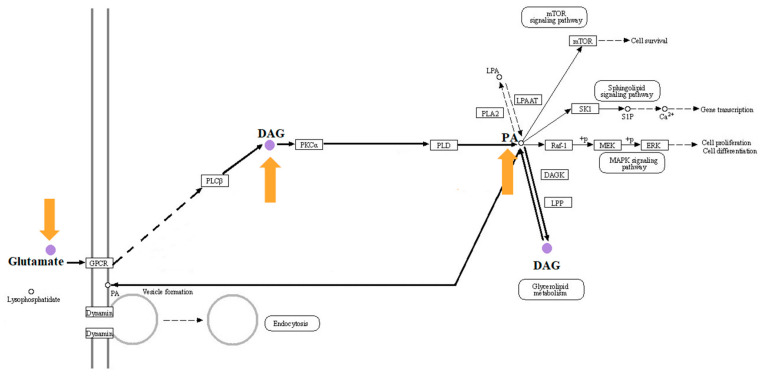 mTOR
signaling pathway
mTOR
Cell survival
LPA
LPAAT
PLA2
Sphingolipid
signaling pathway
SK1
S1P
Ca2+
Gene transcription
DAG
PKCα
PLD
PA
Raf-1
+p
MEK
+p
ERK
Cell proliferation
Cell differentiation
MAPK signaling
pathway
PLCβ
DAGK
LPP
Glutamate
GPCR
DAG
Lysophosphatidate
PA
Vesicle formation
Glycerolipid
metabolism
Dynamin
Dynamin
Endocytosis